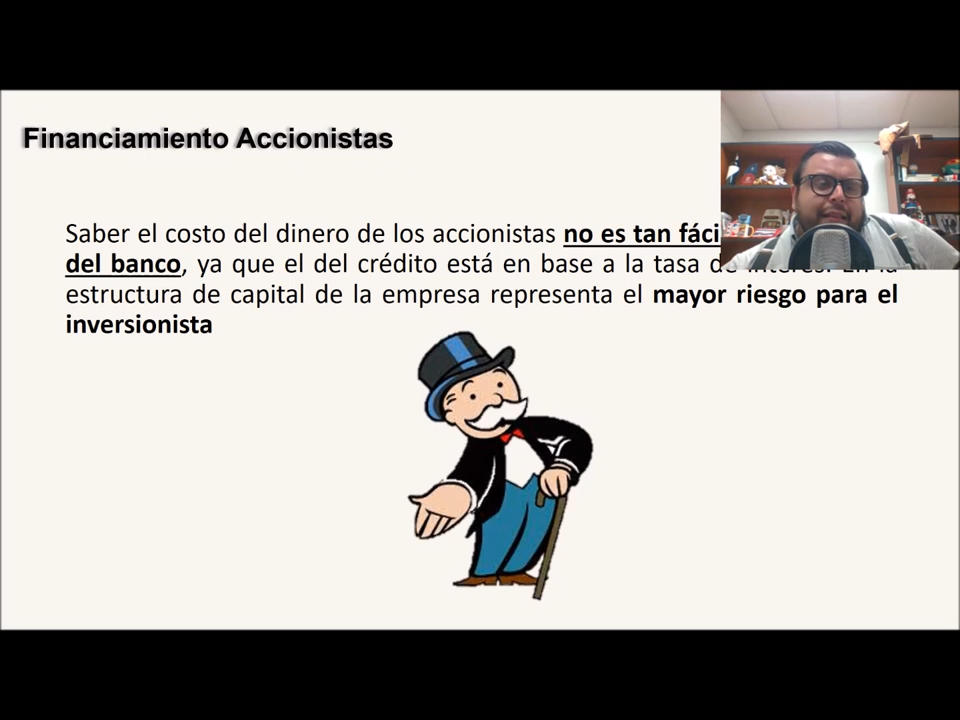 Financiamiento Accionistas
Saber el costo del dinero de los accionistas no es tan
del banco, ya que el del crédito está en base a la tasa
estructura de capital de la empresa representa el mayor riesgo para el
inversionista